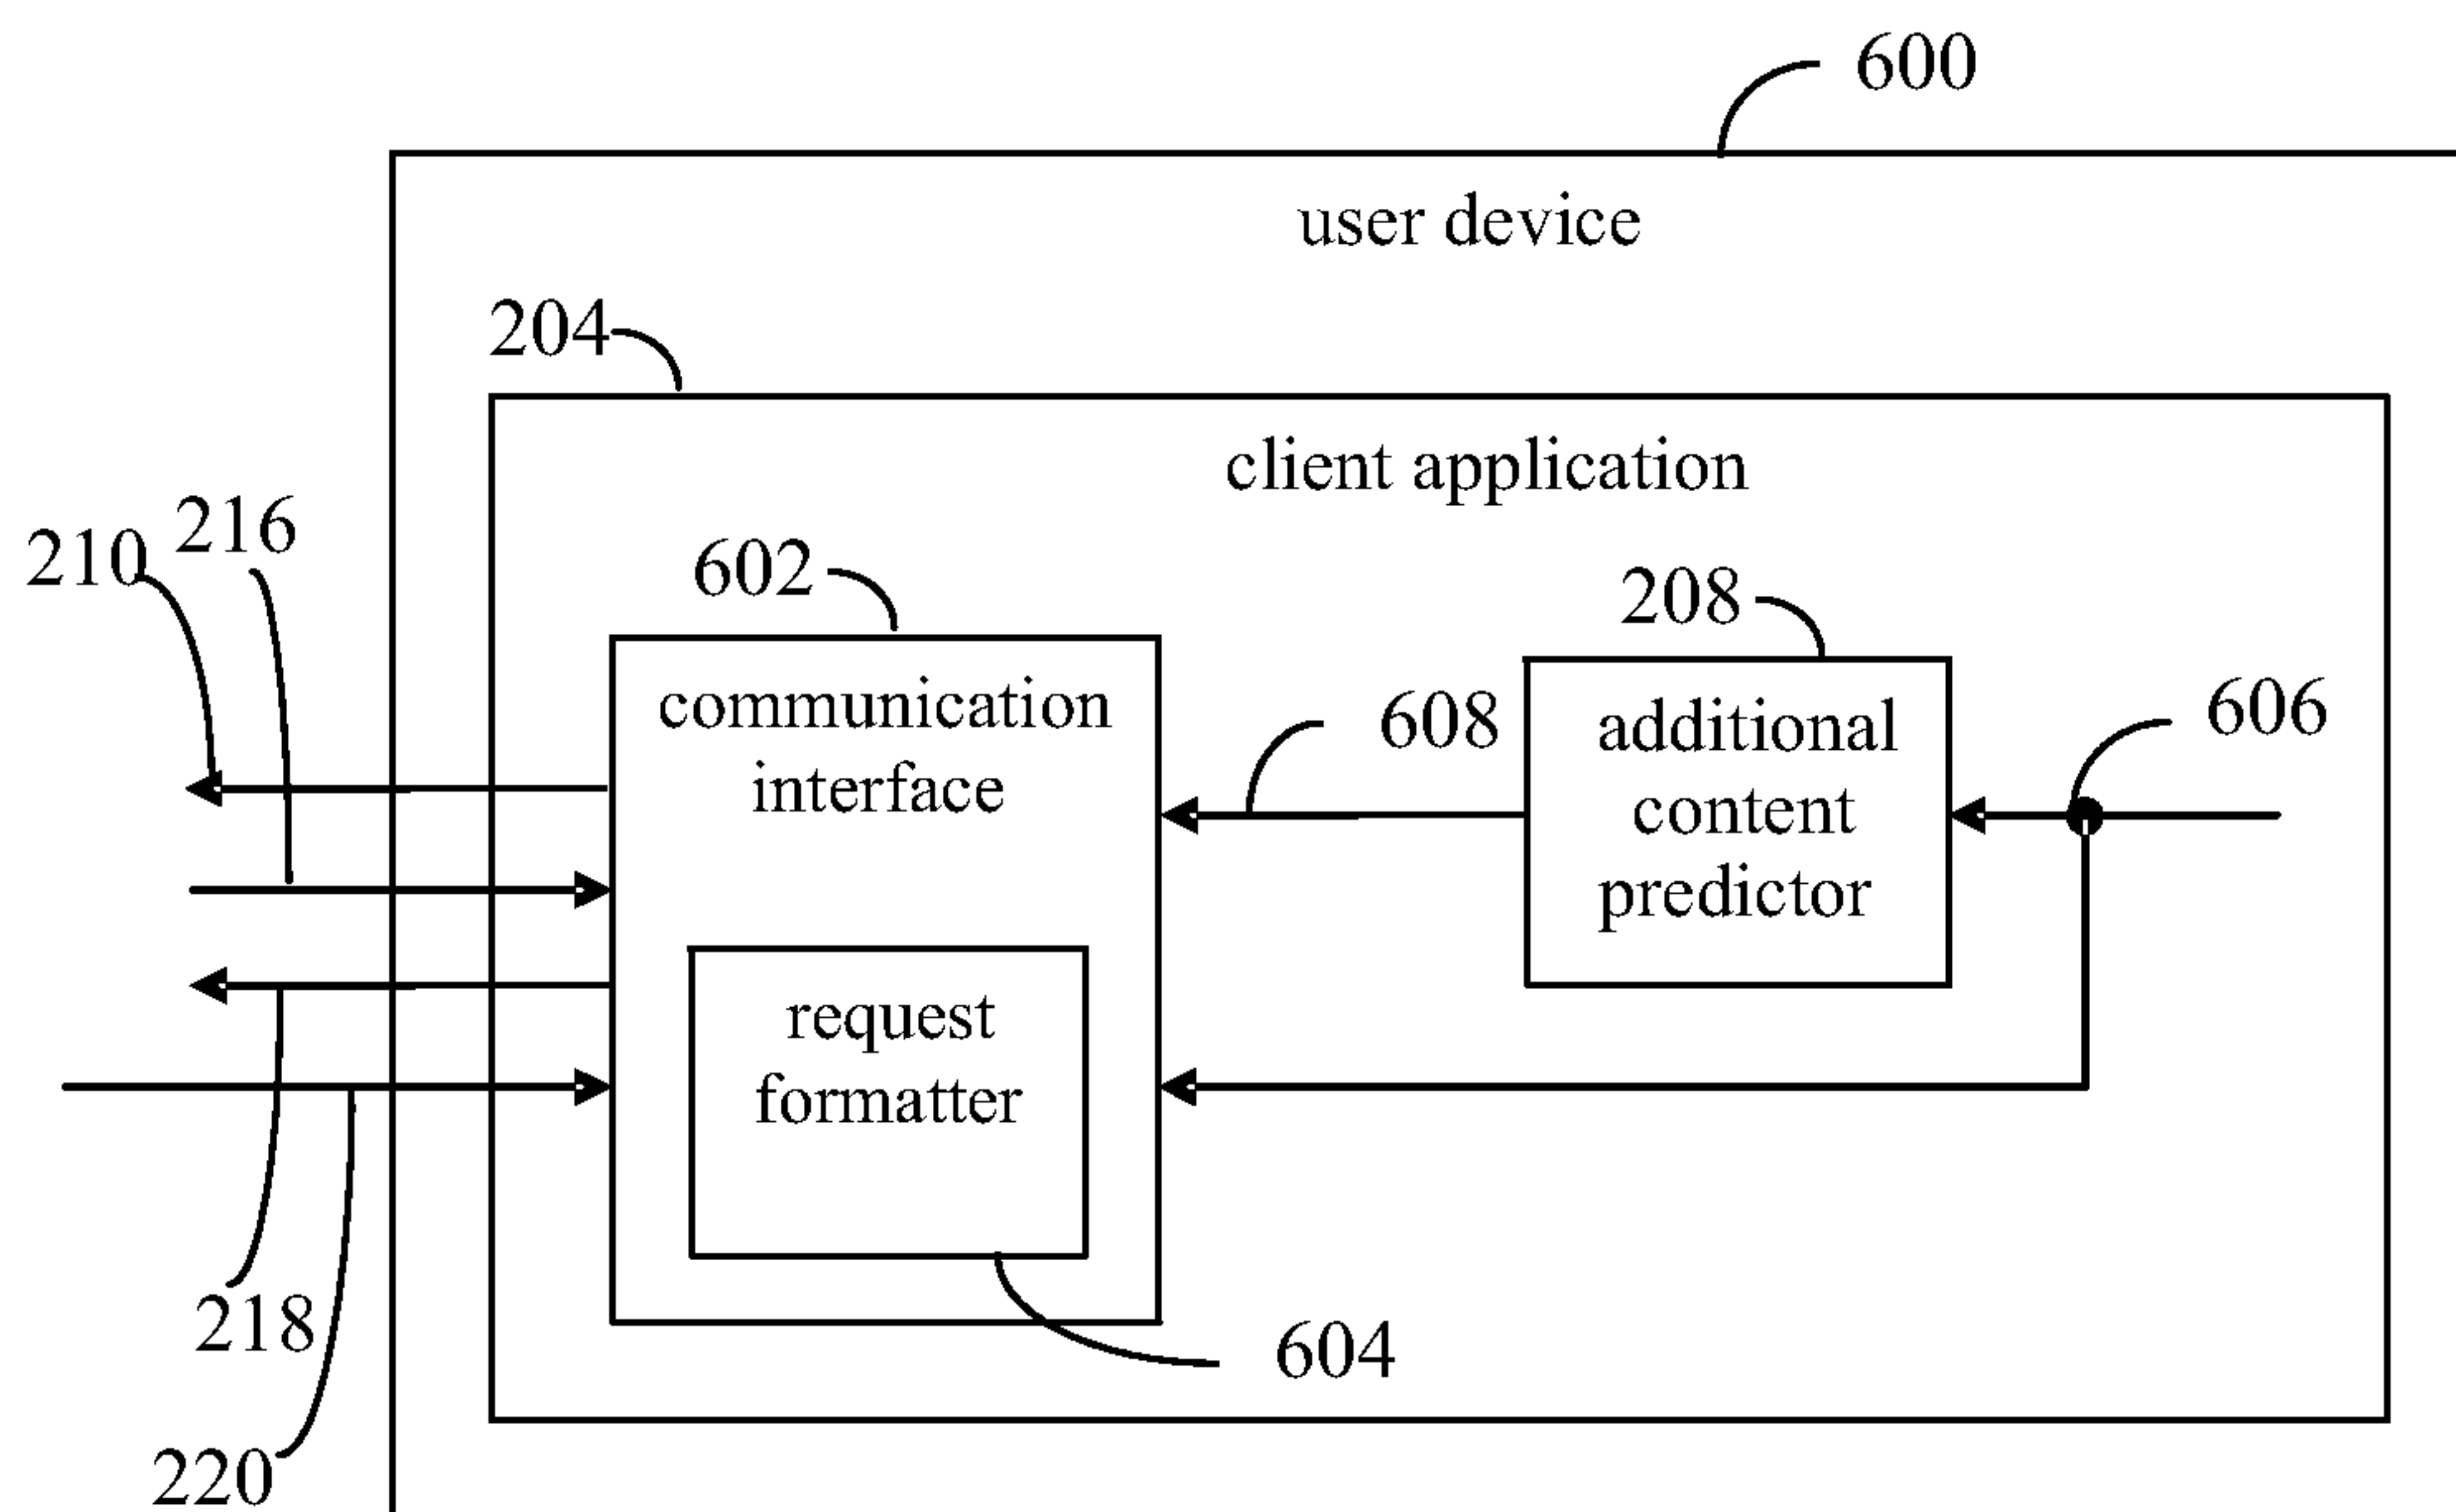 600
user device
204
client application
216
210
602
208
communication
interface
608
additional
content
predictor
606
request
formatter
218
604
220